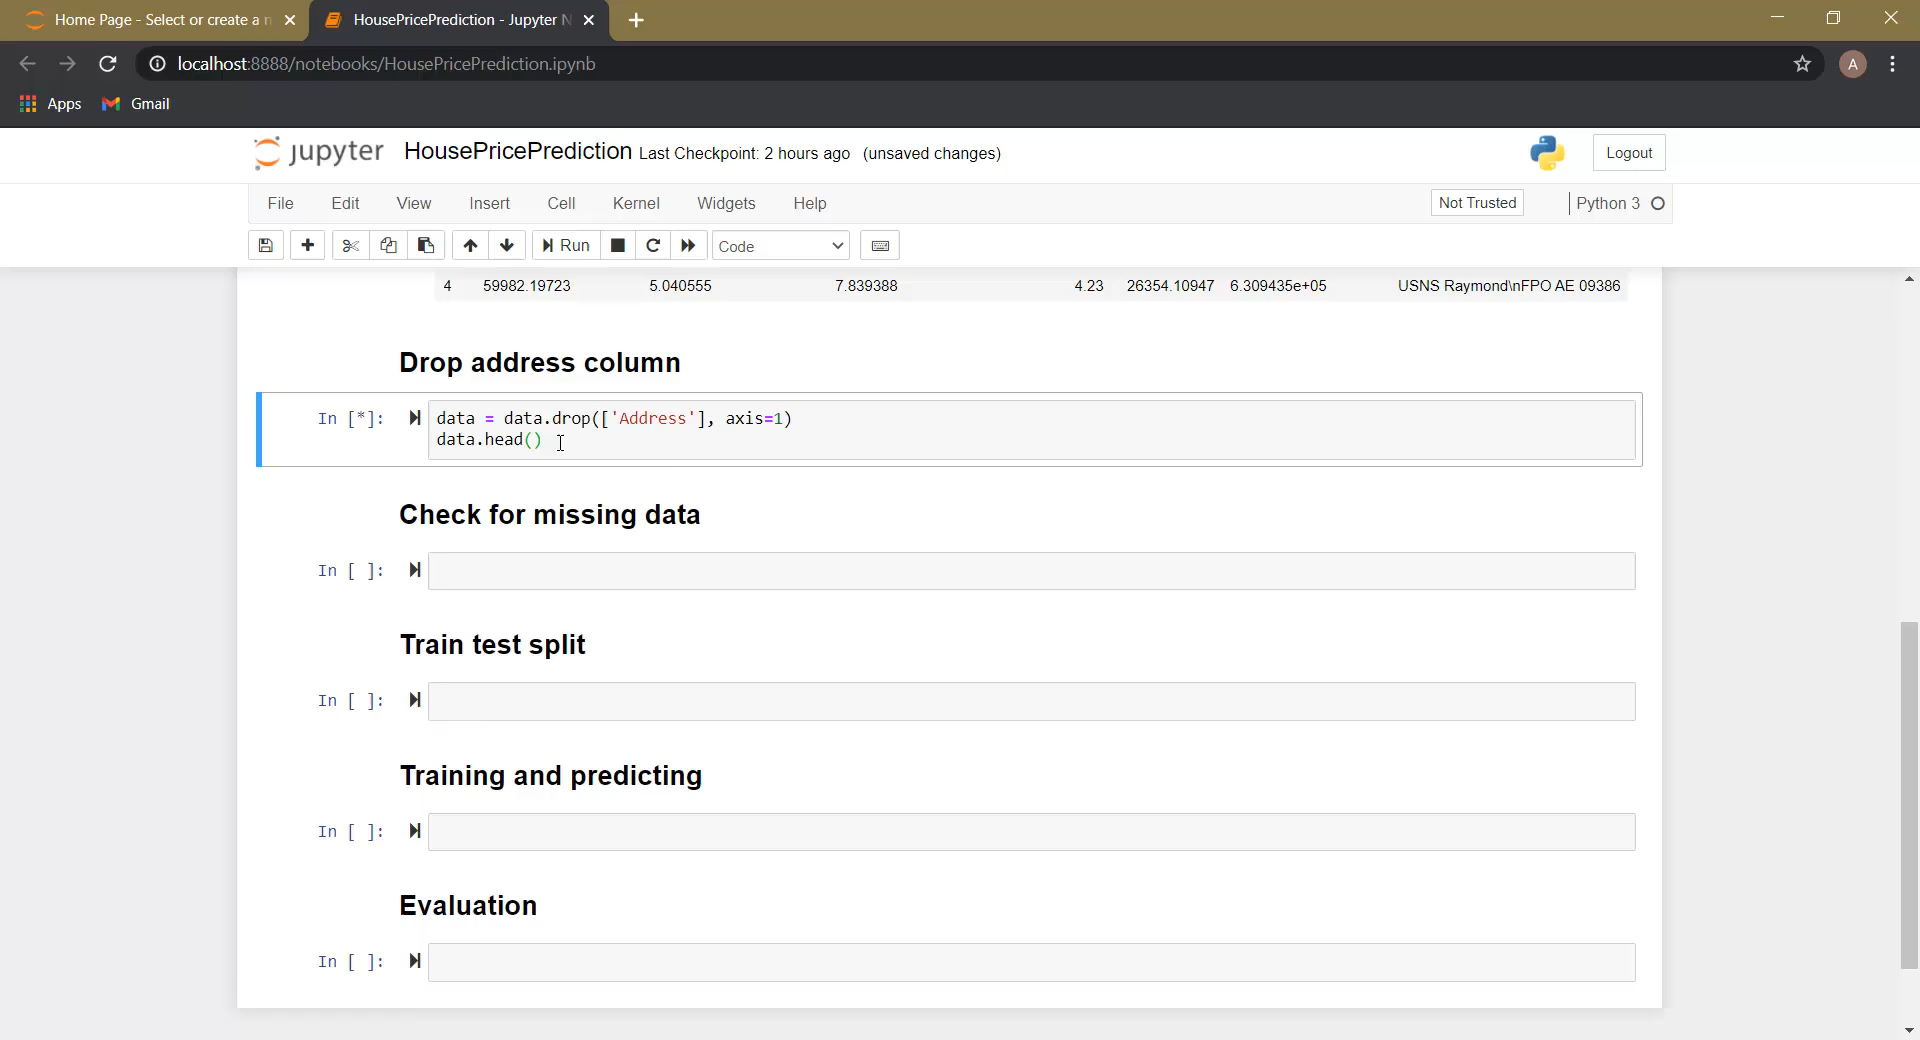 Home Page - Select or create a n
HousePricePrediction - Jupyter N
localhost:8888/notebooks/HousePricePrediction.ipynb
A
Apps
Gmail
jupyter
HousePricePrediction Last Checkpoint: 2 hours ago (unsaved changes)
Logout
File Edit View Insert Cell Kernel Widgets Help
Not Trusted
Python 3
Run
Code
4 59982.19723 5.040555 7.839388 4.23 26354.10947 6.309435e+05 USNS Raymond\nFPO AE 09386
Drop address column
In [*]: data = data.drop(['Address'], axis=1)
data.head()
Check for missing data
In [ ]:
Train test split
In [ ]:
Training and predicting
In [ ]:
Evaluation
In [ ]: